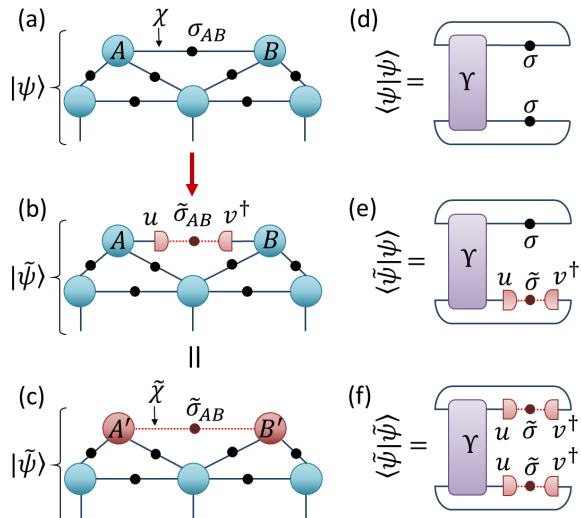 (a) χ σ_AB (d)
A B
|ψ⟩ ⟨ψ|ψ⟩ = Υ σ
σ
(b) u σ̃_AB v† (e)
A B
|ψ̃⟩ ⟨ψ̃|ψ⟩ = Υ σ
u σ̃ v†
=
(c) χ̃ σ̃_AB (f)
A′ B′
|ψ̃⟩ ⟨ψ̃|ψ̃⟩ = Υ u σ̃ v†
u σ̃ v†